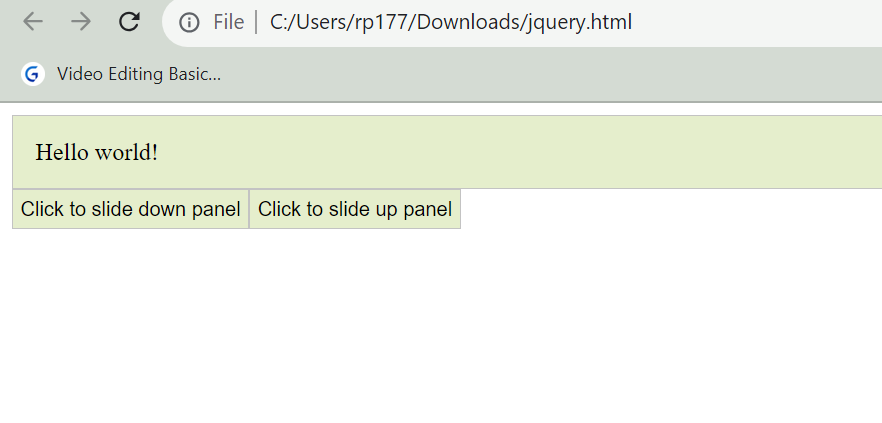 File C:/Users/rp177/Downloads/jquery.html
G Video Editing Basic...
Hello world!
Click to slide down panel Click to slide up panel